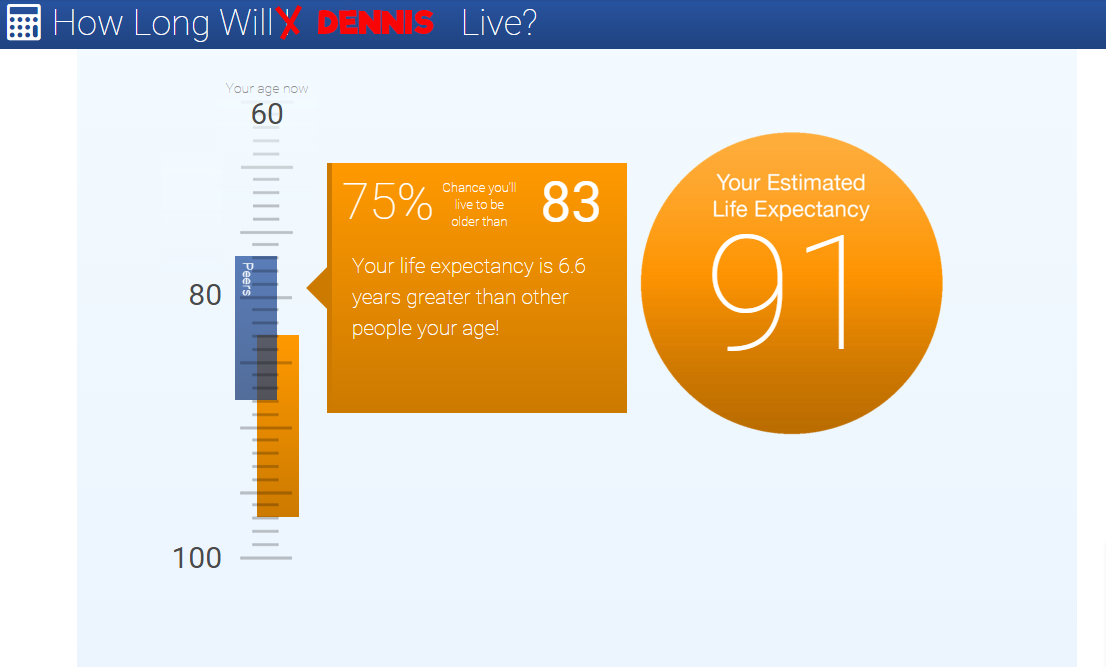 How Long Will X DENNIS Live?
Your age now
60
75% Chance you'll live to be older than 83
Your life expectancy is 6.6
years greater than other
people your age!
Your Estimated
Life Expectancy
91
Peers
80
100